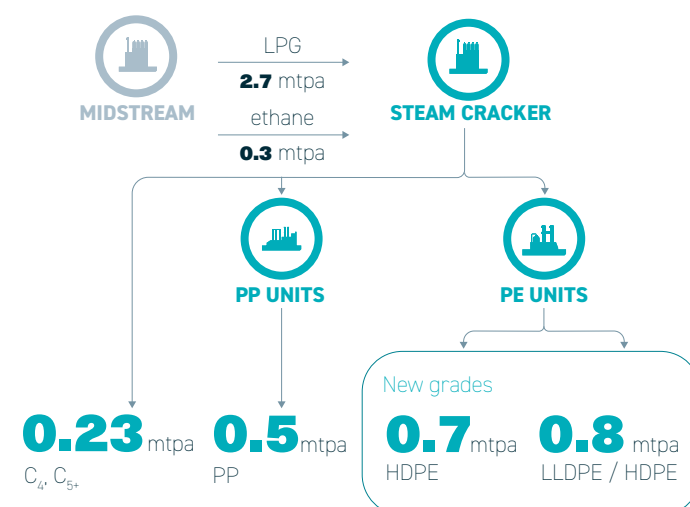 LPG
2.7 mtpa
MIDSTREAM
STEAM CRACKER
ethane
0.3 mtpa
PP UNITS
PE UNITS
New grades
0.23 mtpa
0.5 mtpa
0.7 mtpa
0.8 mtpa
C₄, C₅₊
PP
HDPE
LLDPE / HDPE